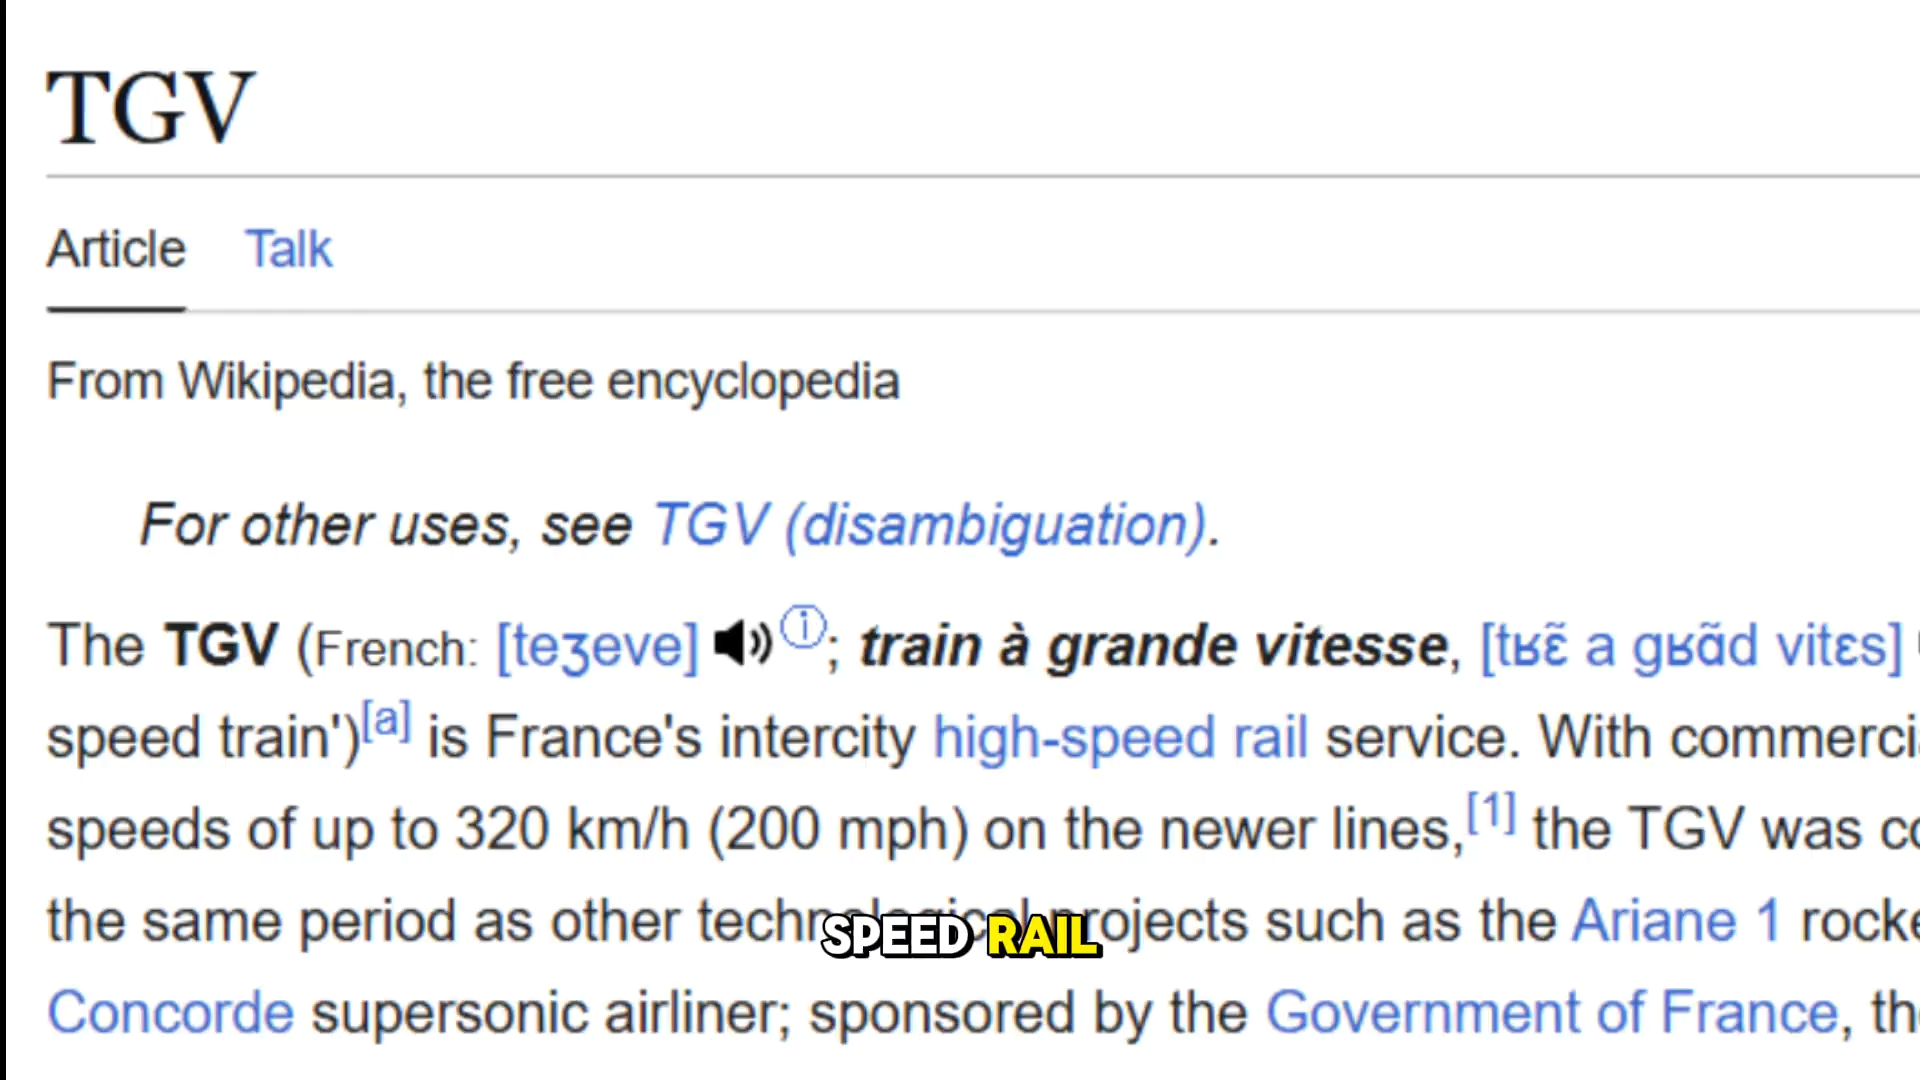 TGV
Article Talk
From Wikipedia, the free encyclopedia
For other uses, see TGV (disambiguation).
The TGV (French: [teʒeve] ⓘ; train à grande vitesse, [tʁɛ̃ a ɡʁɑ̃d vitɛs]
speed train')[a] is France's intercity high-speed rail service. With commerci
speeds of up to 320 km/h (200 mph) on the newer lines,[1] the TGV was co
the same period as other technological projects such as the Ariane 1 rocke
SPEED RAIL
Concorde supersonic airliner; sponsored by the Government of France, th